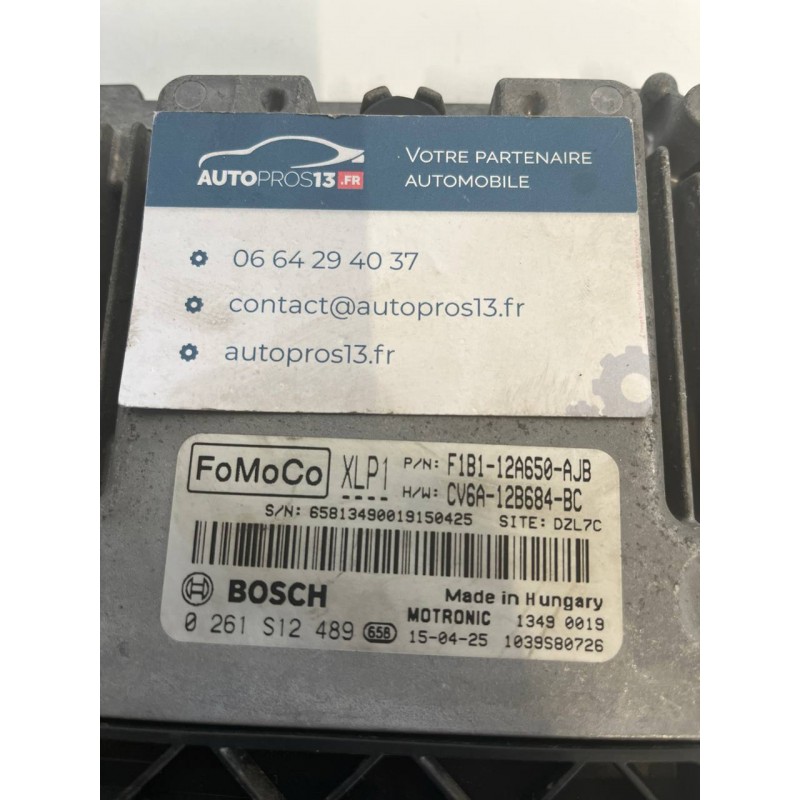 AUTOPROS13.FR
VOTRE PARTENAIRE
AUTOMOBILE
06 64 29 40 37
contact@autopros13.fr
autopros13.fr
FoMoCo XLP1 P/N: F1B1-12A650-AJB
H/W: CV6A-12B684-BC
S/N: 65813490019150425 SITE: DZL7C
BOSCH Made in Hungary
MOTRONIC 1349 0019
0 261 S12 489 658 15-04-25 1039S80726